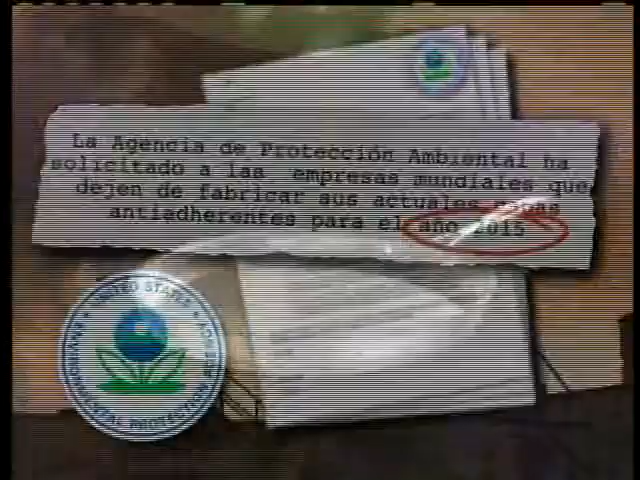 La Agencia de Protección Ambiental ha
solicitado a las empresas mundiales que
dejen de fabricar sus actuales
antiadherentes para el año 2015
UNITED STATES
ENVIRONMENTAL PROTECTION AGENCY